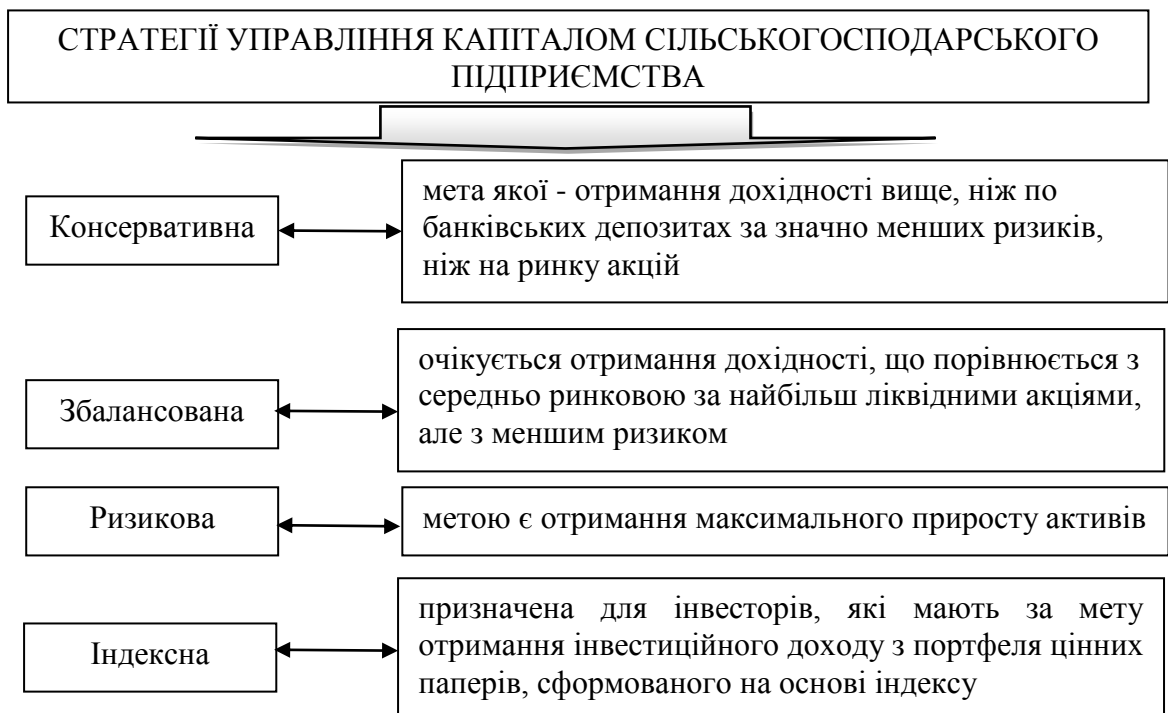 СТРАТЕГІЇ УПРАВЛІННЯ КАПІТАЛОМ СІЛЬСЬКОГОСПОДАРСЬКОГО
ПІДПРИЄМСТВА
Консервативна
мета якої - отримання дохідності вище, ніж по
банківських депозитах за значно менших ризиків,
ніж на ринку акцій
Збалансована
очікується отримання дохідності, що порівнюється з
середньо ринковою за найбільш ліквідними акціями,
але з меншим ризиком
Ризикова
метою є отримання максимального приросту активів
Індексна
призначена для інвесторів, які мають за мету
отримання інвестиційного доходу з портфеля цінних
паперів, сформованого на основі індексу